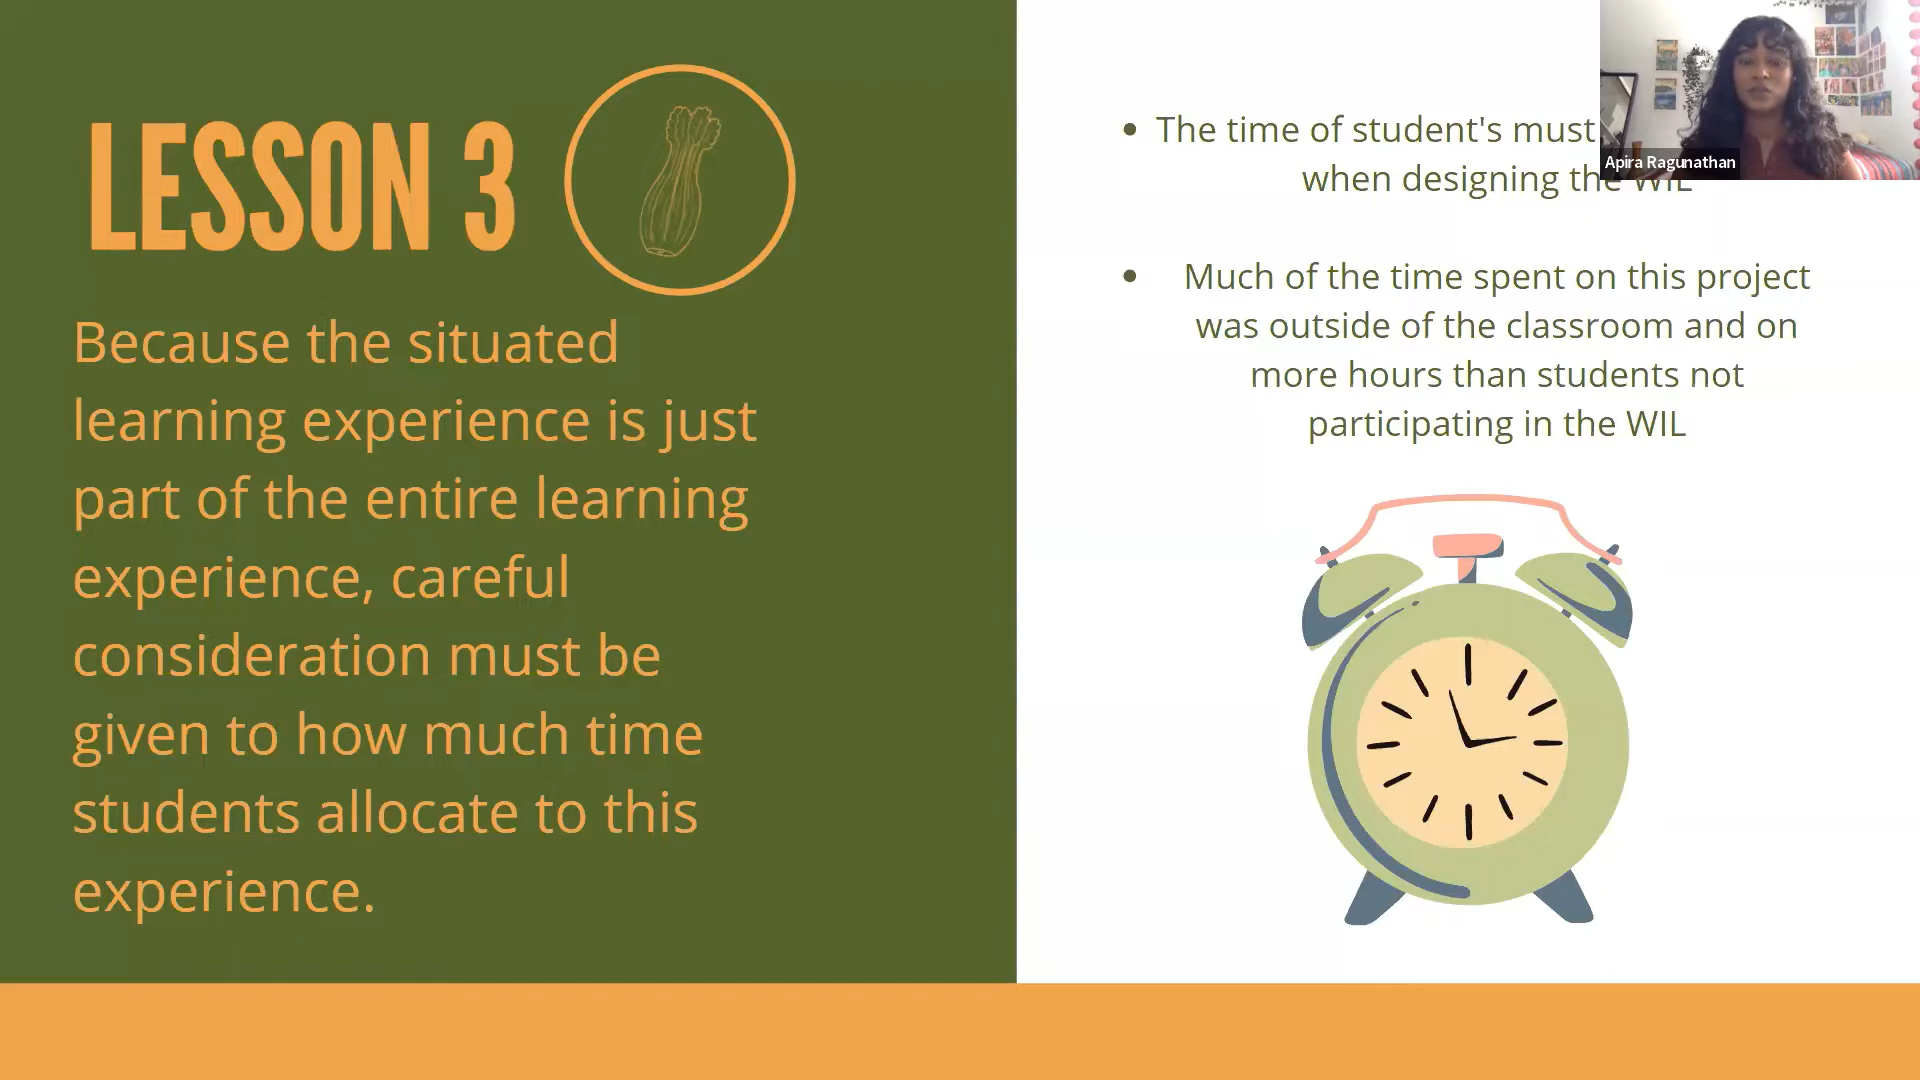 LESSON 3
Because the situated
learning experience is just
part of the entire learning
experience, careful
consideration must be
given to how much time
students allocate to this
experience.
• The time of student's must
when designing the WIL
• Much of the time spent on this project
was outside of the classroom and on
more hours than students not
participating in the WIL
Apira Ragunathan